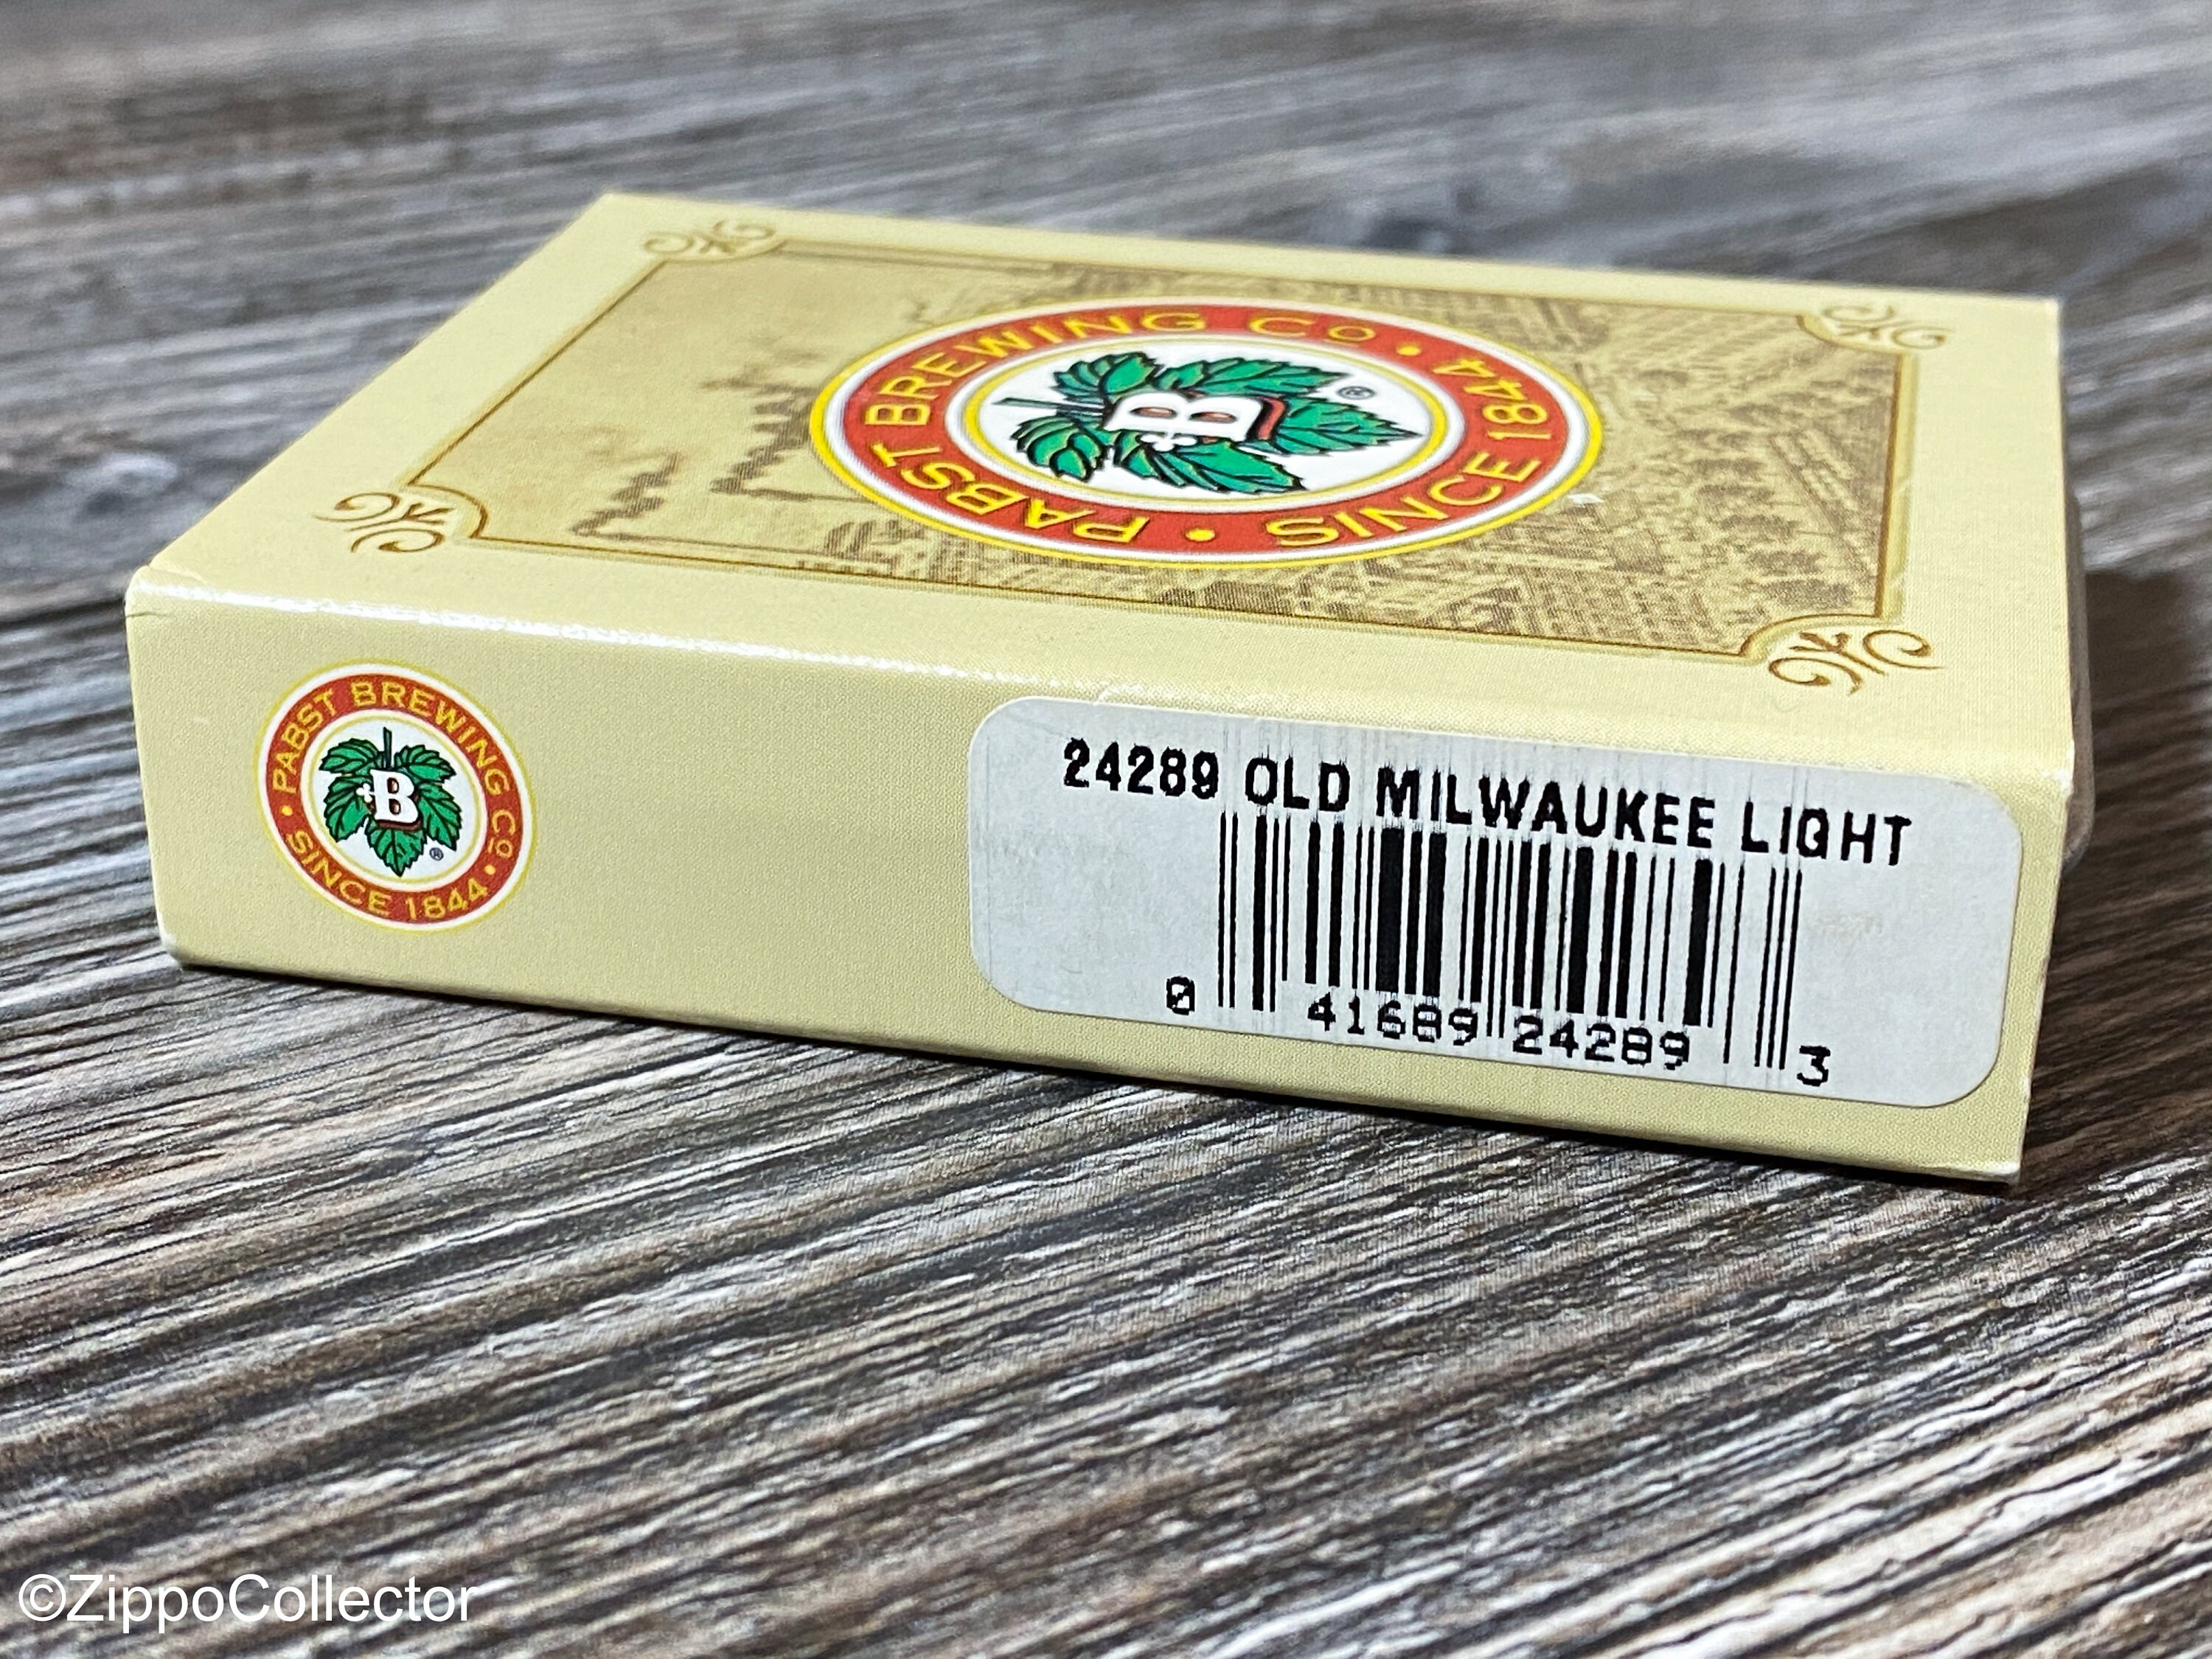 PABST BREWING CO • SINCE 1844 •
B
®
PABST BREWING CO • SINCE 1844 •
B
®
24289 OLD MILWAUKEE LIGHT
0 41689 24289 3
©ZippoCollector